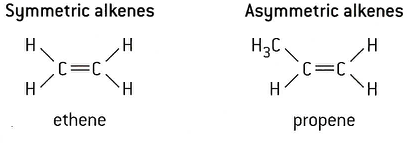 Symmetric alkenes Asymmetric alkenes
H H H₃C H
C=C C=C
H H H H
ethene propene